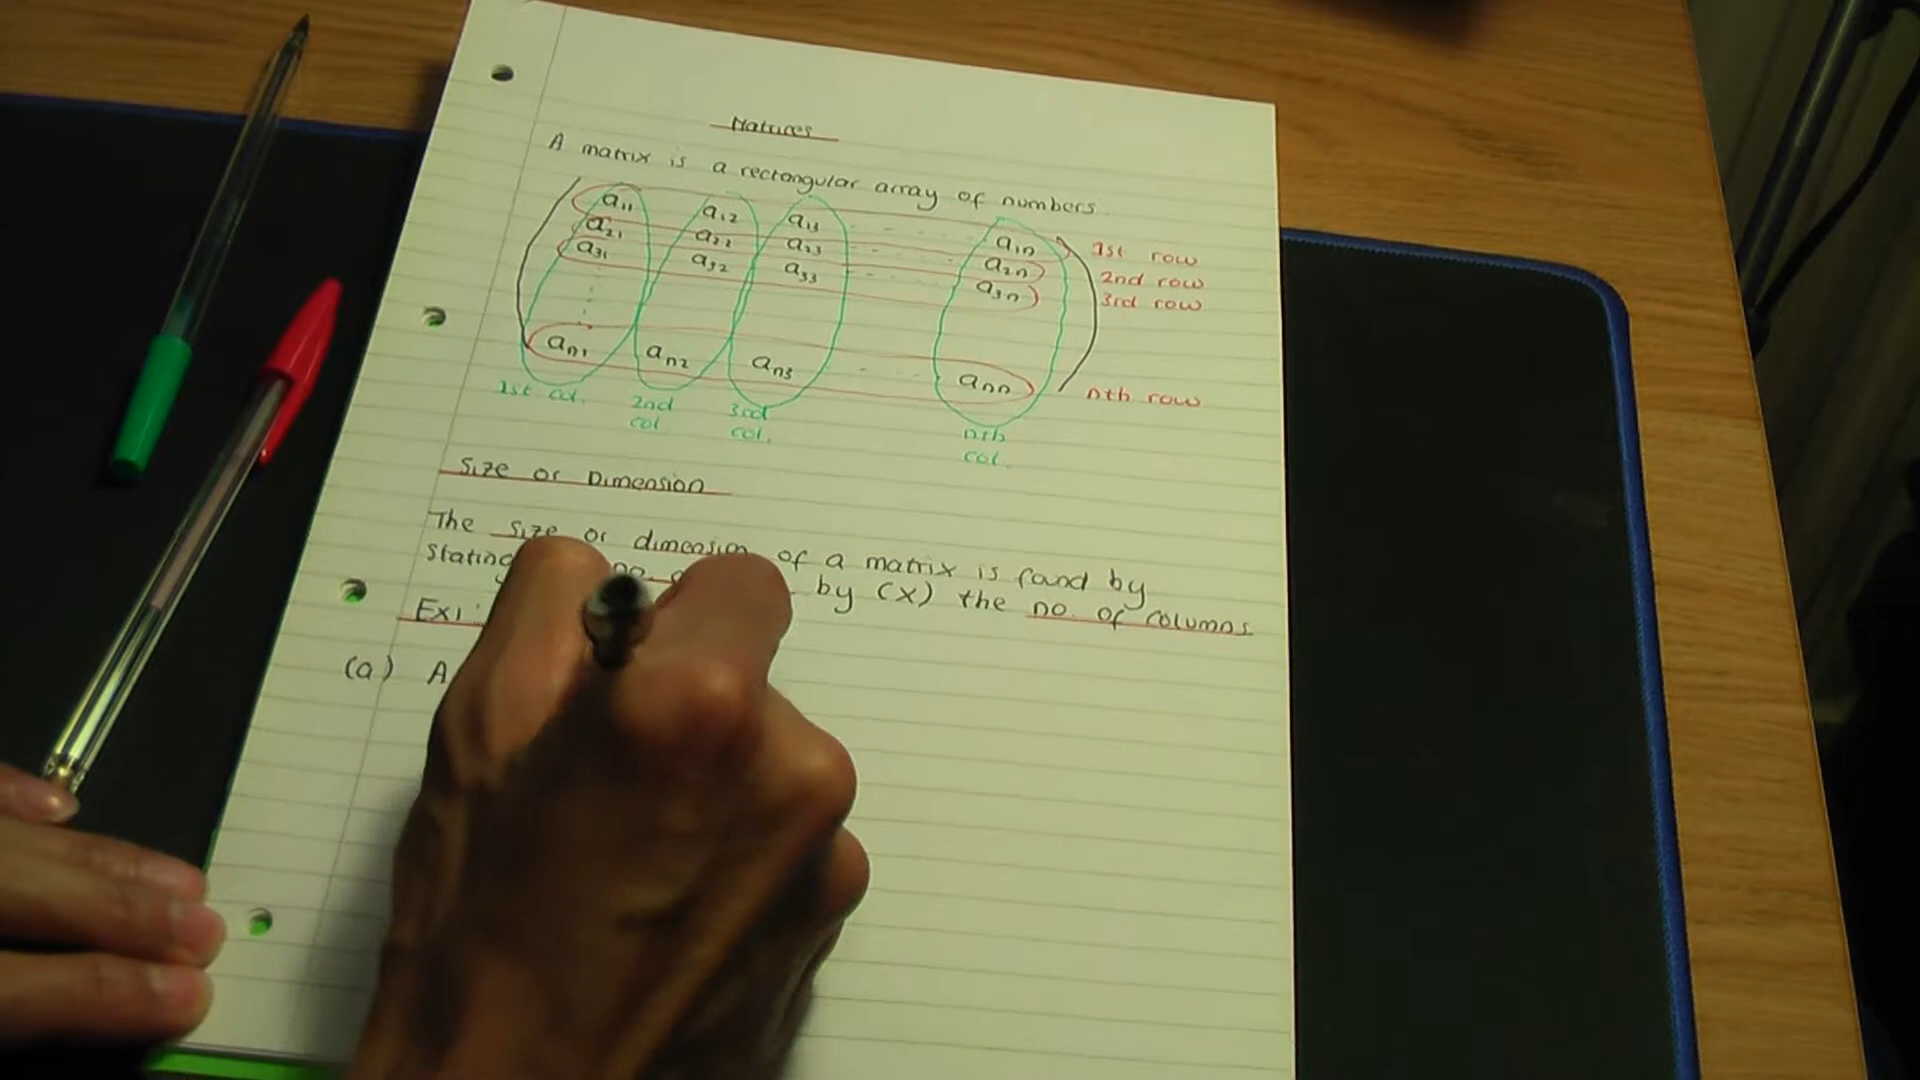 Matrices
A matrix is a rectangular array of numbers.
a11 a12 a13 - - - a1n 1st row
a21 a22 a23 - - - a2n 2nd row
a31 a32 a33 - - - a3n 3rd row
an1 an2 an3 - - ann nth row
1st col. 2nd col 3rd col. nth col.
Size or Dimension
The size or dimension of a matrix is found by
stating no. by (x) the no. of columns
Ex1:
(a) A